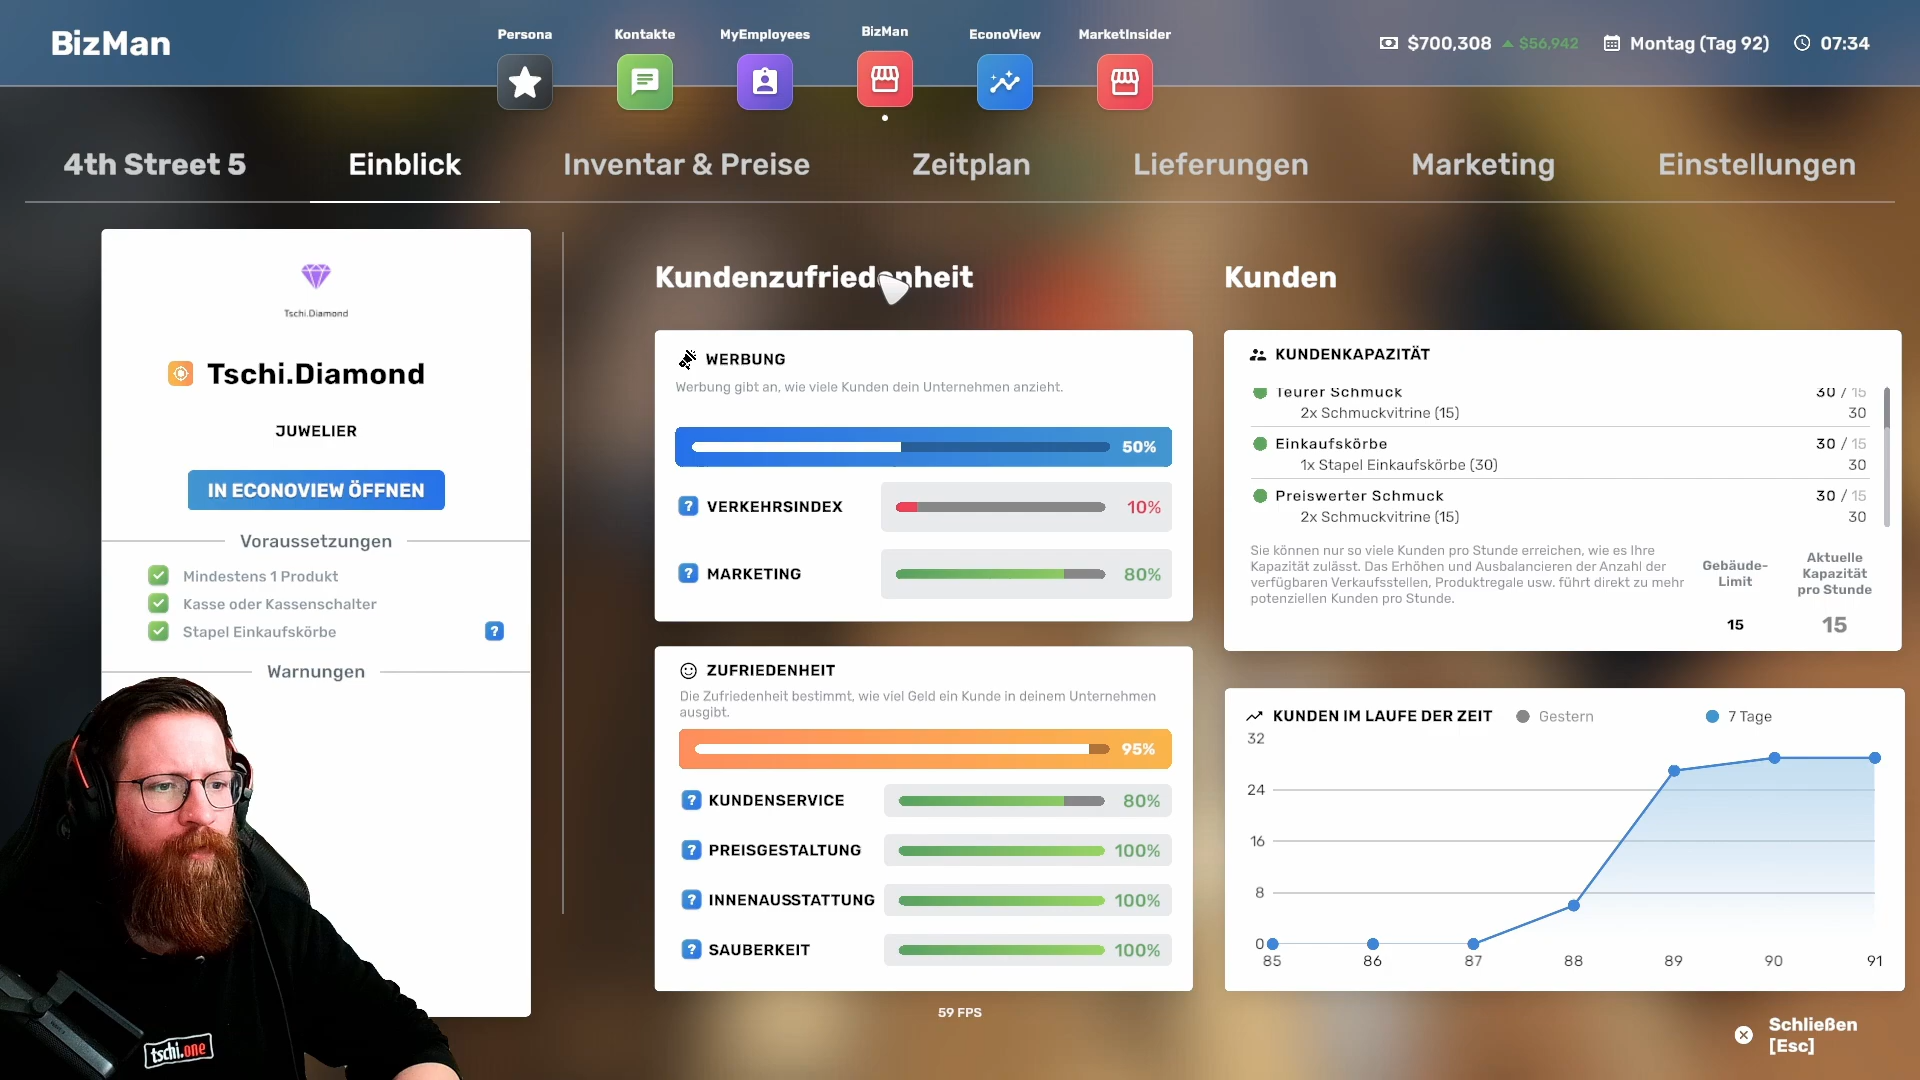 BizMan
Persona
Kontakte
MyEmployees
BizMan
EconoView
MarketInsider
$700,308
$56,942
Montag (Tag 92)
07:34
4th Street 5
Einblick
Inventar & Preise
Zeitplan
Lieferungen
Marketing
Einstellungen
Tschi.Diamond
Tschi.Diamond
JUWELIER
IN ECONOVIEW ÖFFNEN
Voraussetzungen
Mindestens 1 Produkt
Kasse oder Kassenschalter
Stapel Einkaufskörbe
?
Warnungen
Kundenzufriedenheit
WERBUNG
Werbung gibt an, wie viele Kunden dein Unternehmen anzieht.
50%
? VERKEHRSINDEX 10%
? MARKETING 80%
ZUFRIEDENHEIT
Die Zufriedenheit bestimmt, wie viel Geld ein Kunde in deinem Unternehmen
ausgibt.
95%
? KUNDENSERVICE 80%
? PREISGESTALTUNG 100%
? INNENAUSSTATTUNG 100%
? SAUBERKEIT 100%
Kunden
KUNDENKAPAZITÄT
Teurer Schmuck 30 / 15
2x Schmuckvitrine (15) 30
Einkaufskörbe 30 / 15
1x Stapel Einkaufskörbe (30) 30
Preiswerter Schmuck 30 / 15
2x Schmuckvitrine (15) 30
Sie können nur so viele Kunden pro Stunde erreichen, wie es Ihre
Kapazität zulässt. Das Erhöhen und Ausbalancieren der Anzahl der
verfügbaren Verkaufsstellen, Produktregale usw. führt direkt zu mehr
potenziellen Kunden pro Stunde.
Gebäude-
Limit
15
Aktuelle
Kapazität
pro Stunde
15
KUNDEN IM LAUFE DER ZEIT
Gestern
7 Tage
32
24
16
8
0
85 86 87 88 89 90 91
59 FPS
Schließen
[Esc]
tschi.one